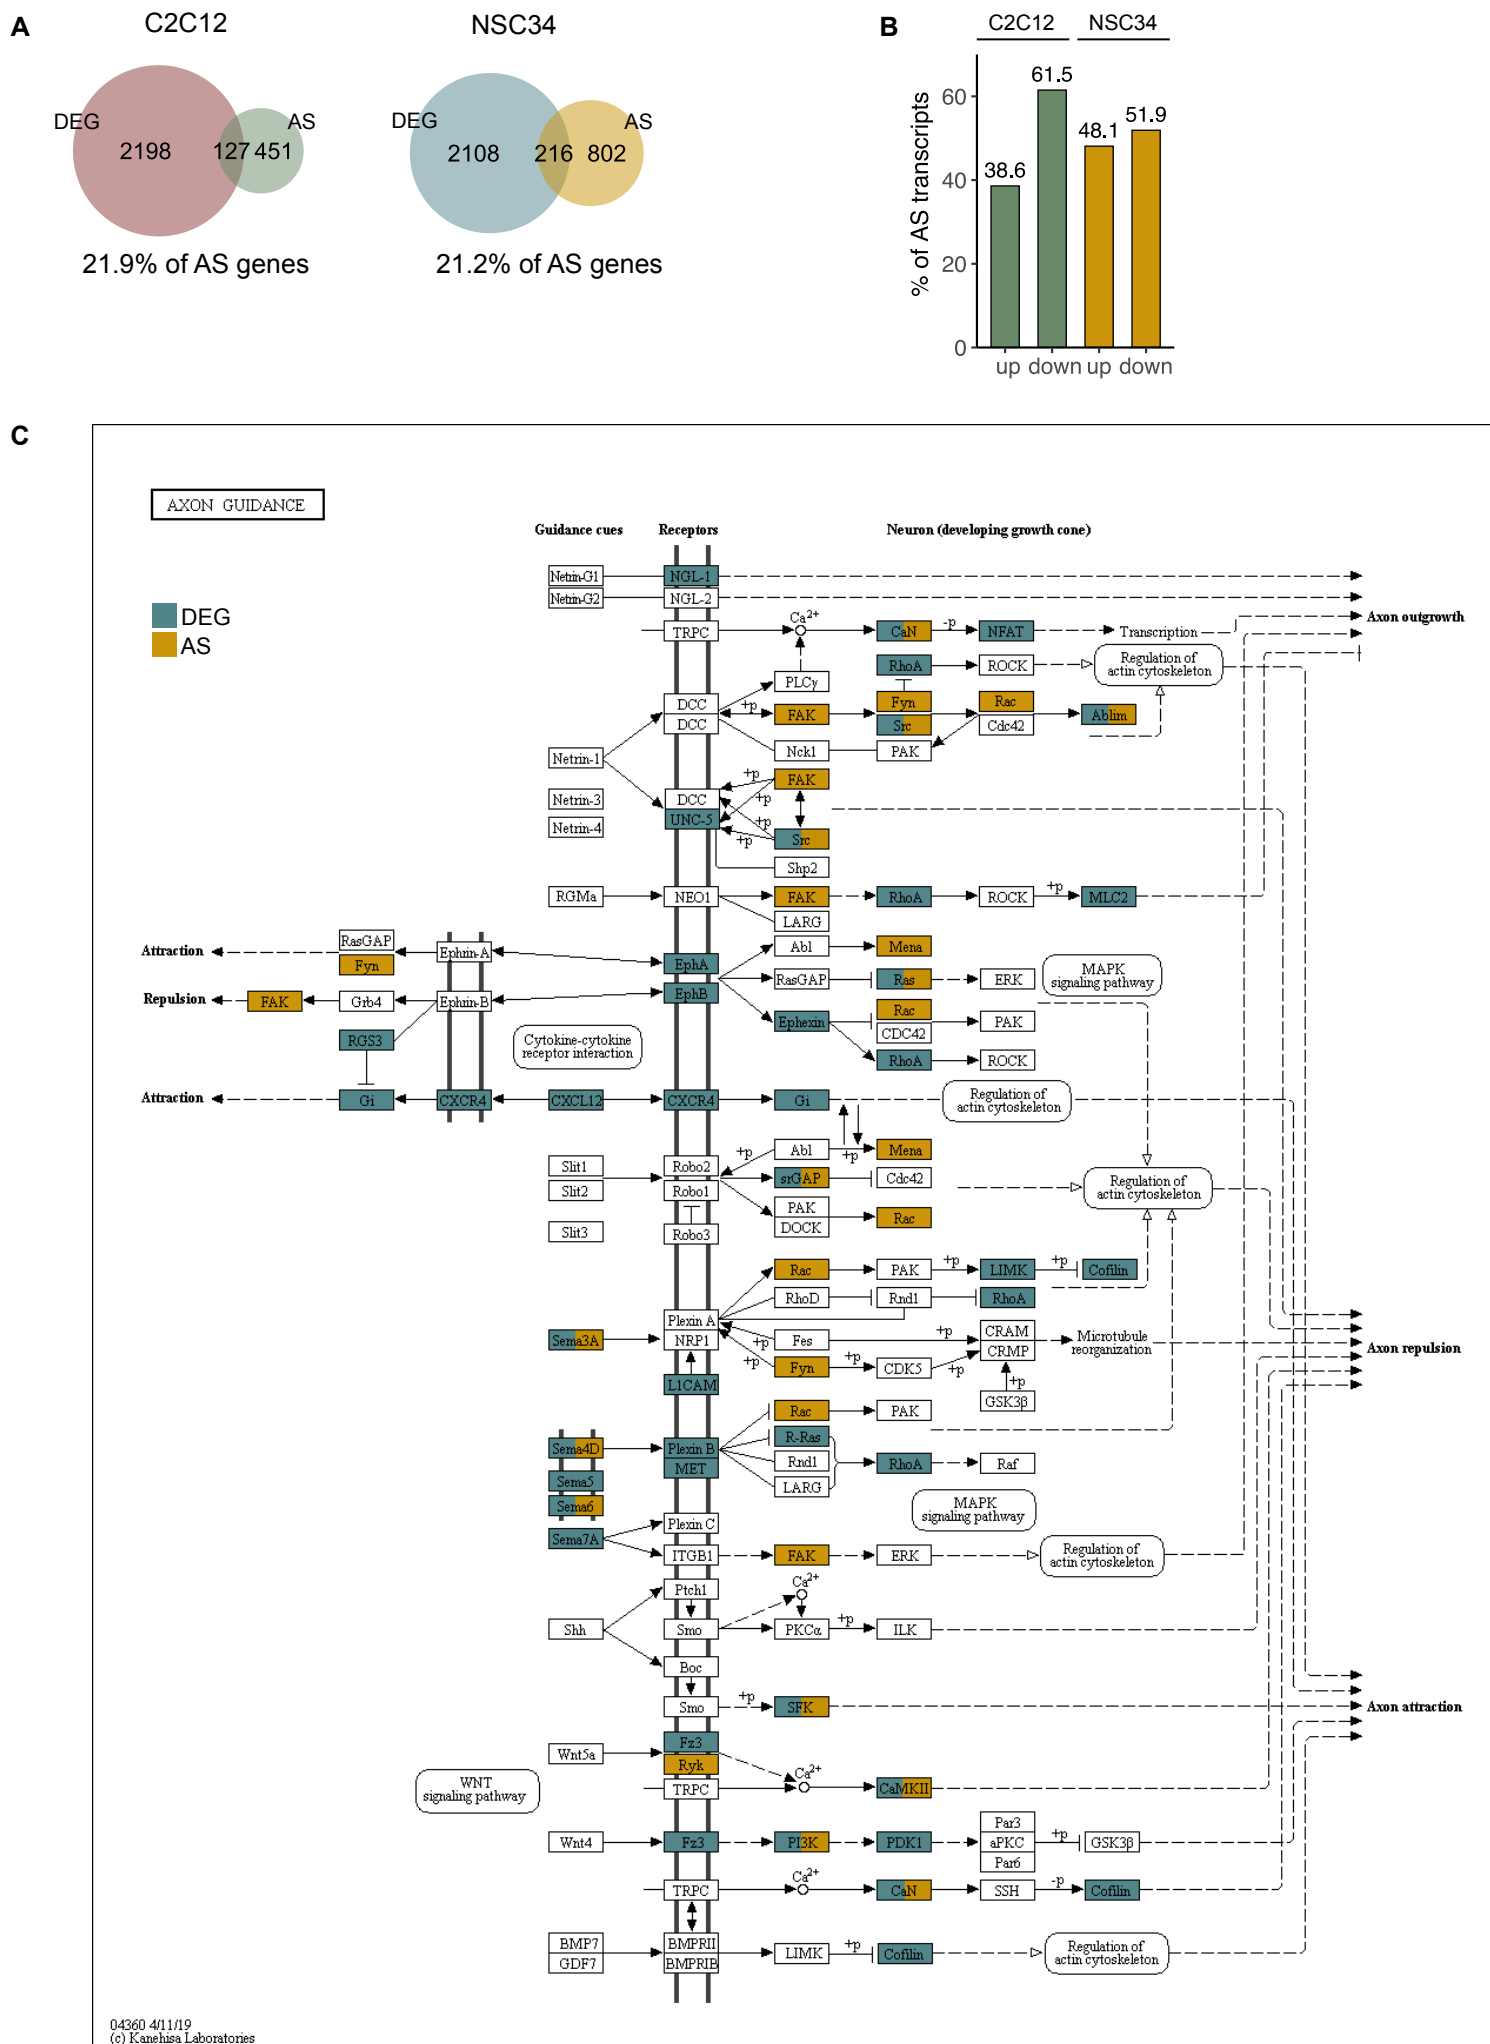 A
C2C12
NSC34
DEG
AS
2198
127
451
DEG
AS
2108
216
802
21.9% of AS genes
21.2% of AS genes
B
C2C12 NSC34
% of AS transcripts
60
40
20
0
38.6
61.5
48.1
51.9
up down up down
C
AXON GUIDANCE
DEG
AS
Guidance cues Receptors Neuron (developing growth cone)
Netrin-G1 NGL-1
Netrin-G2 NGL-2
Axon outgrowth
TRPC Ca2+ CaN -p NFAT Transcription
RhoA ROCK Regulation of
actin cytoskeleton
PLCγ
DCC +p FAK Fyn Rac Ablim
DCC Src Cdc42
Nck1 PAK
Netrin-1
Netrin-3
Netrin-4
DCC +p FAK
UNC-5 +p
+p
+p Src
Shp2
RGMa NEO1 FAK RhoA ROCK +p MLC2
LARG
Attraction RasGAP Ephrin-A EphA Abl Mena
Fyn
Repulsion FAK Grb4 Ephrin-B EphB RasGAP Ras ERK MAPK
signaling pathway
RGS3
Cytokine-cytokine
receptor interaction
Ephexin Rac PAK
CDC42
RhoA ROCK
Attraction Gi CXCR4 CXCL12 CXCR4 Gi Regulation of
actin cytoskeleton
Slit1 Robo2 +p Abl +p Mena
Slit2 Robo1 srGAP Cdc42
Regulation of
actin cytoskeleton
Slit3 Robo3 PAK Rac
DOCK
Rac PAK +p LIMK +p Cofilin
RhoD Rnd1 RhoA
Sema3A Plexin A +p Fes +p CRAM Microtubule
NRP1 CRMP reorganization
Axon repulsion
L1CAM +p Fyn +p CDK5 +p +p
GSK3β
Rac PAK
Sema4D Plexin B R-Ras
MET Rnd1 RhoA Raf
Sema5 LARG
Sema6
MAPK
signaling pathway
Sema7A Plexin C
ITGB1 FAK ERK Regulation of
actin cytoskeleton
Ptch1 Ca2+
Shh Smo PKCα +p ILK
Boc
Smo +p SFK
Axon attraction
Wnt5a Fz3
Ryk
WNT
signaling pathway
TRPC Ca2+ CaMKII
Wnt4 Fz3 PI3K PDK1 Par3 +p GSK3β
aPKC
Par6
TRPC Ca2+ CaN SSH -p Cofilin
BMP7 BMPRII LIMK +p Cofilin Regulation of
GDF7 BMPRIB actin cytoskeleton
04360 4/11/19
(c) Kanehisa Laboratories